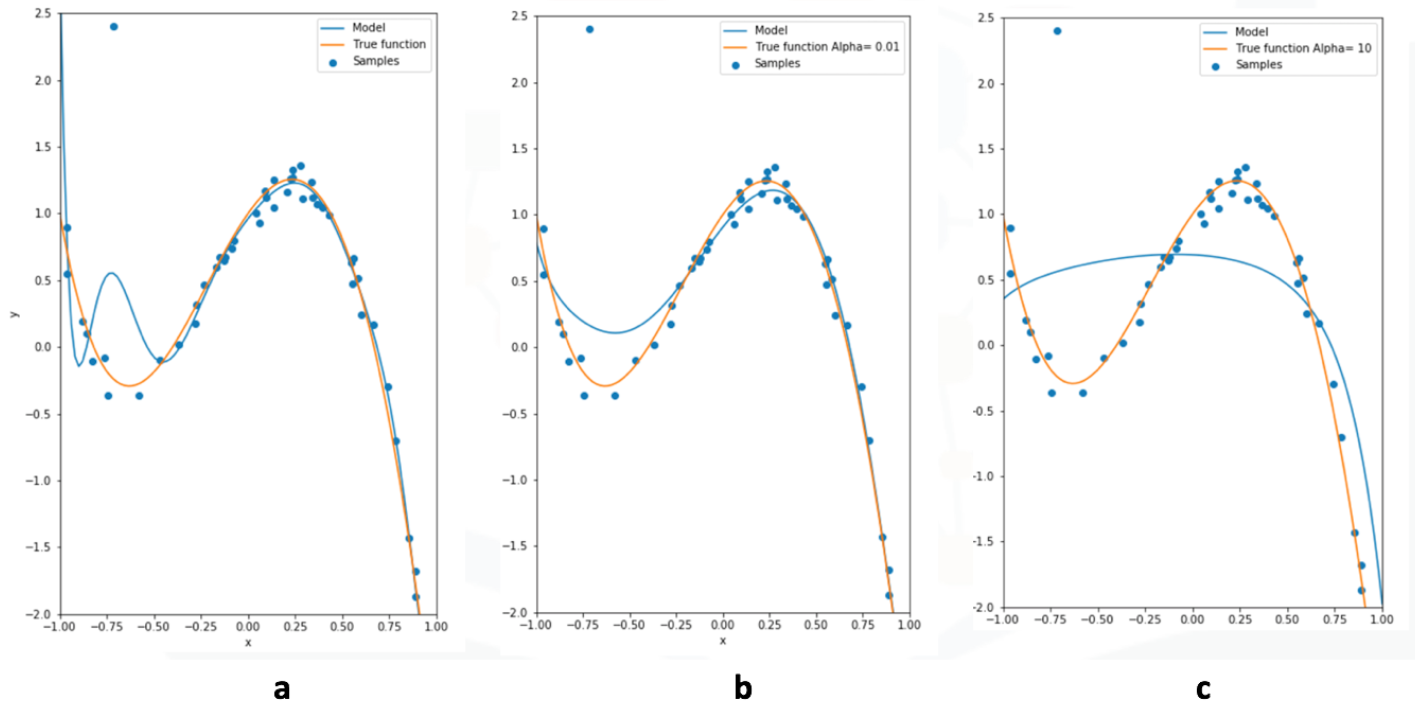 2.5
2.0
1.5
1.0
0.5
0.0
−0.5
−1.0
−1.5
−2.0
y
−1.00 −0.75 −0.50 −0.25 0.00 0.25 0.50 0.75 1.00
x
Model
True function
Samples
a
2.5
2.0
1.5
1.0
0.5
0.0
−0.5
−1.0
−1.5
−2.0
−1.00 −0.75 −0.50 −0.25 0.00 0.25 0.50 0.75 1.00
x
Model
True function Alpha= 0.01
Samples
b
2.5
2.0
1.5
1.0
0.5
0.0
-0.5
-1.0
-1.5
-2.0
−1.00 −0.75 −0.50 −0.25 0.00 0.25 0.50 0.75 1.00
Model
True function Alpha= 10
Samples
c